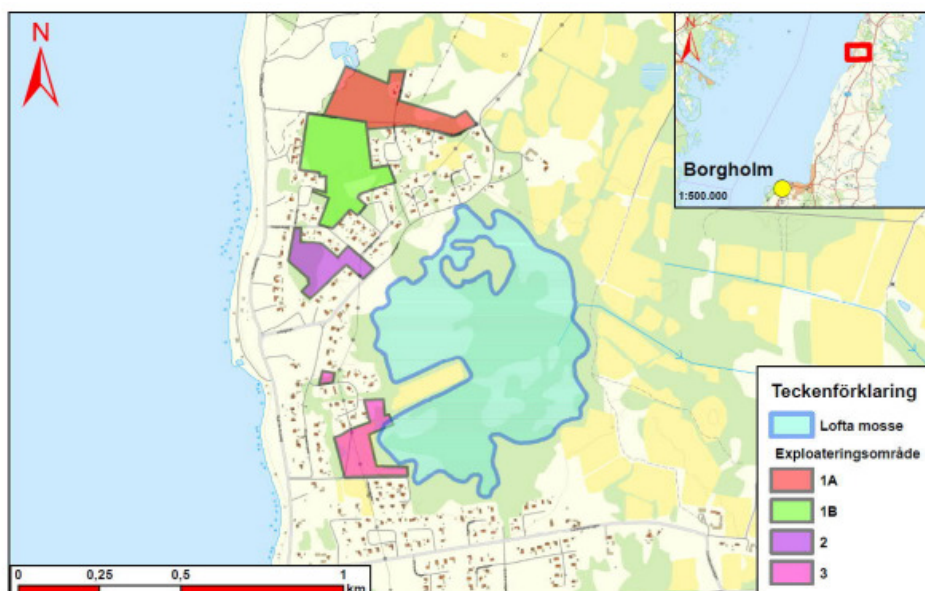 N
N
Borgholm
1:500.000
Teckenförklaring
Lofta mosse
Exploateringsområde
1A
1B
2
3
0 0,25 0,5 1
km